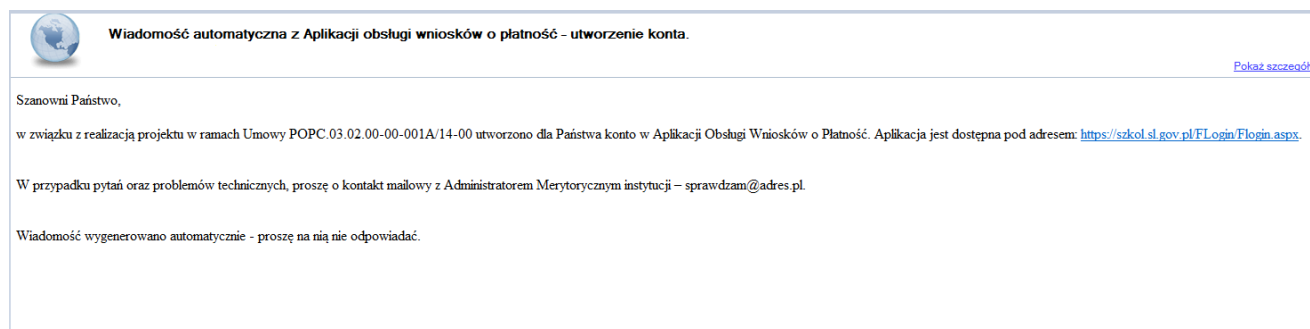 Wiadomość automatyczna z Aplikacji obsługi wniosków o płatność - utworzenie konta.
Pokaż szczegół
Szanowni Państwo,
w związku z realizacją projektu w ramach Umowy POPC.03.02.00-00-001A/14-00 utworzono dla Państwa konto w Aplikacji Obsługi Wniosków o Płatność. Aplikacja jest dostępna pod adresem: https://szkol.sl.gov.pl/FLogin/Flogin.aspx.
W przypadku pytań oraz problemów technicznych, proszę o kontakt mailowy z Administratorem Merytorycznym instytucji – sprawdzam@adres.pl.
Wiadomość wygenerowano automatycznie - proszę na nią nie odpowiadać.